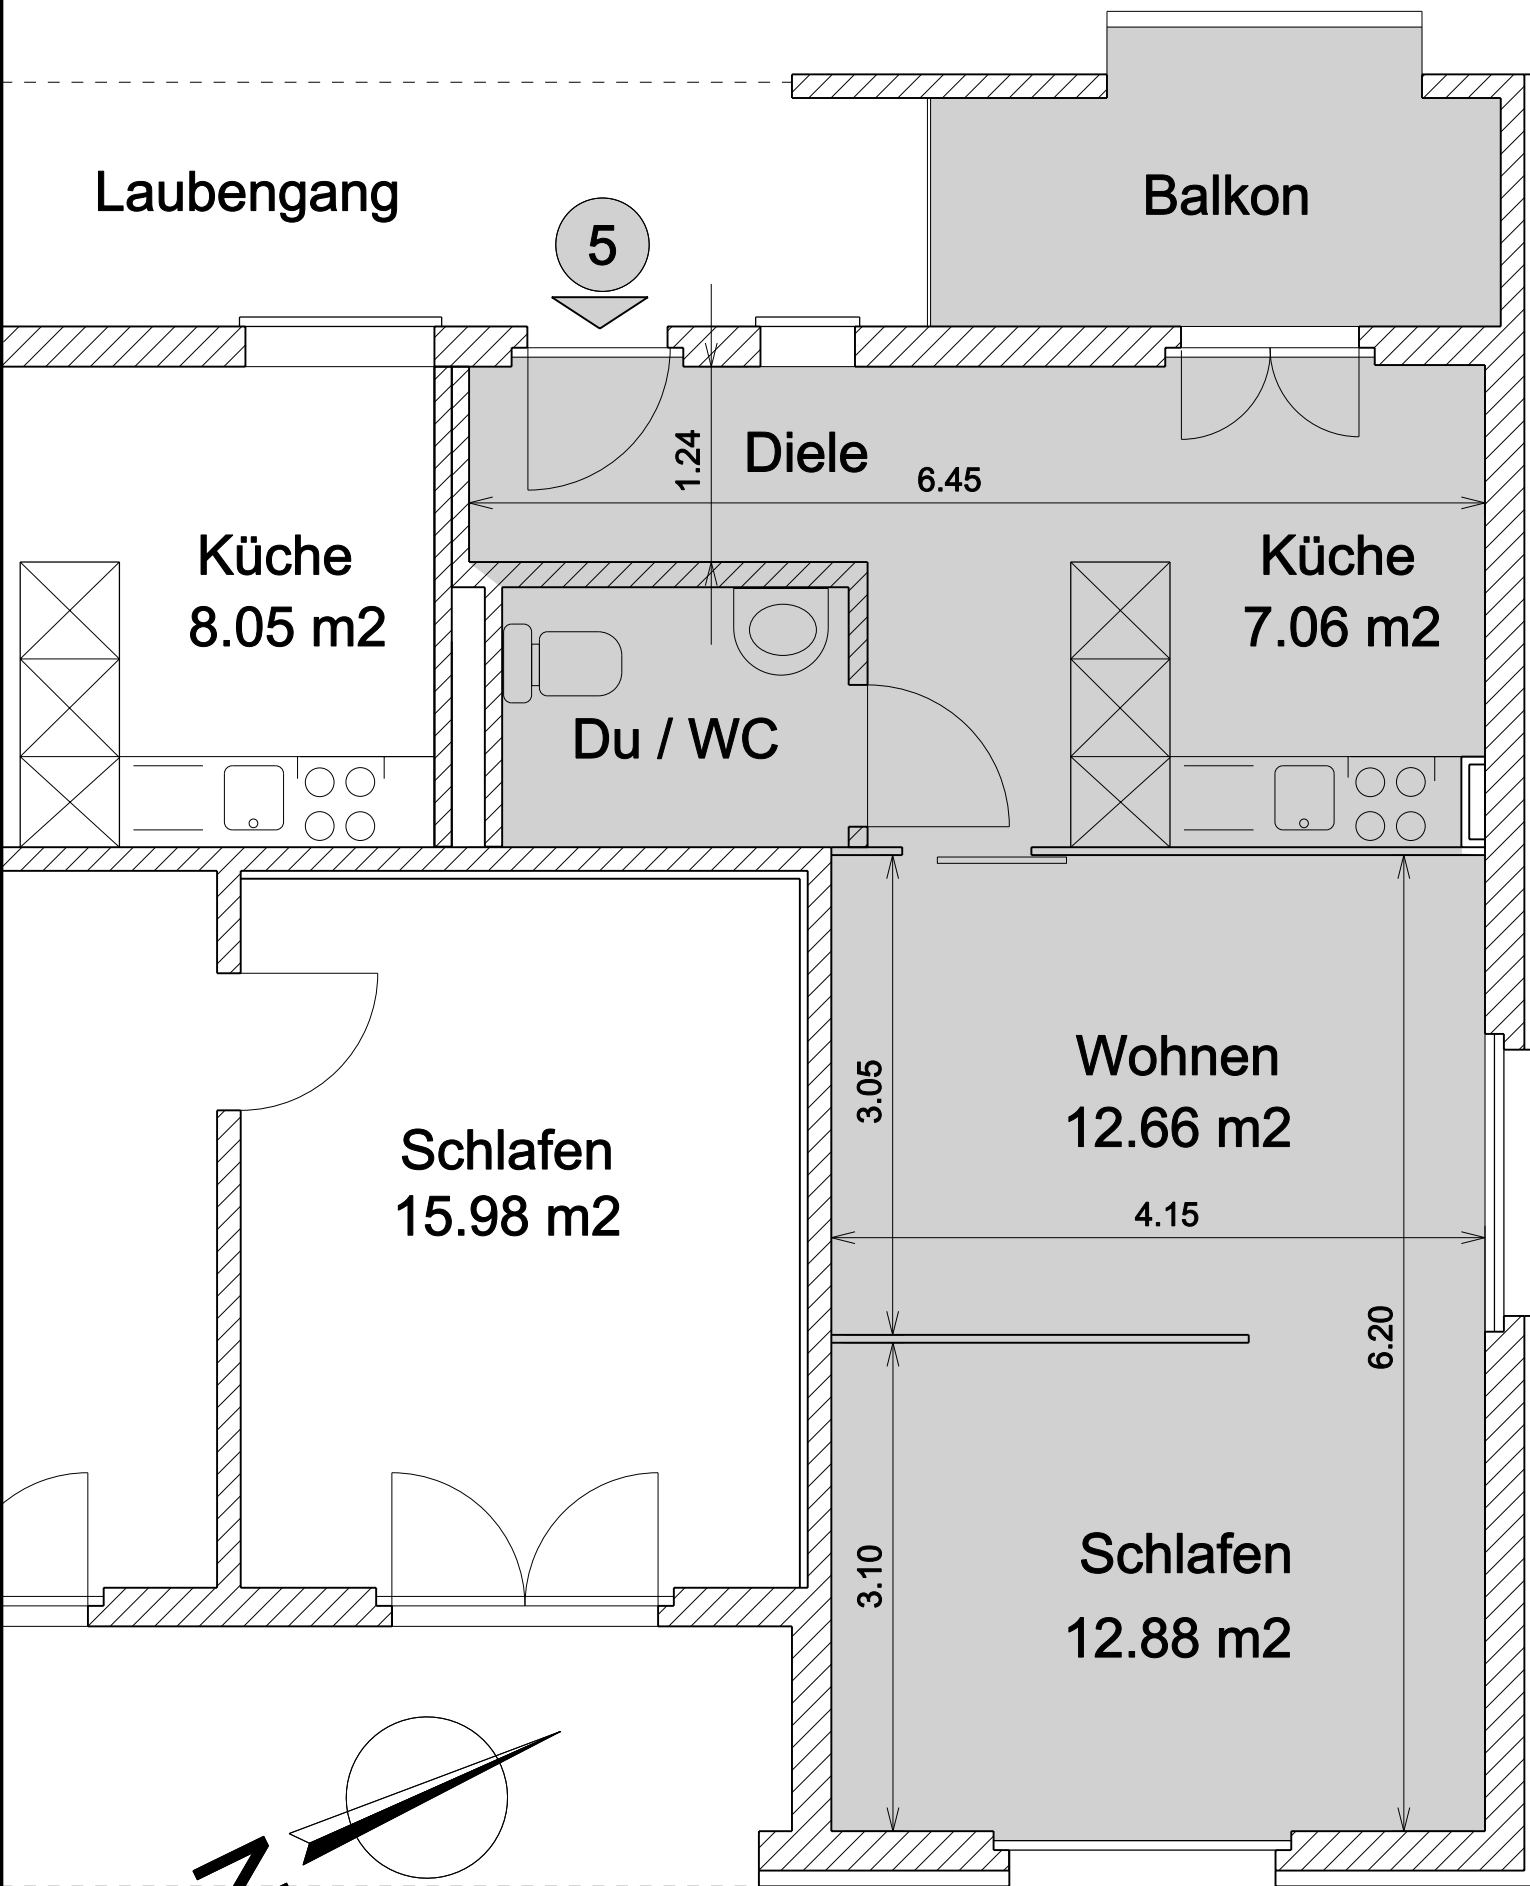 Laubengang
Balkon
5
Diele
1.24
6.45
Küche
8.05 m2
Küche
7.06 m2
Du / WC
Wohnen
12.66 m2
3.05
4.15
Schlafen
15.98 m2
6.20
Schlafen
12.88 m2
3.10
N